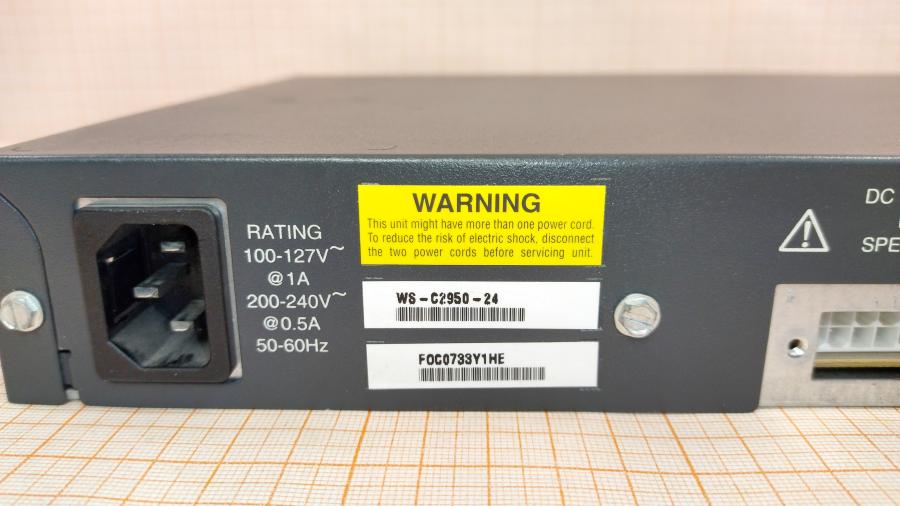 RATING
100-127V~
@1A
200-240V~
@0.5A
50-60Hz
WARNING
This unit might have more than one power cord.
To reduce the risk of electric shock, disconnect
the two power cords before servicing unit.
WS-C2950-24
FOC0733Y1HE
DC
SPE